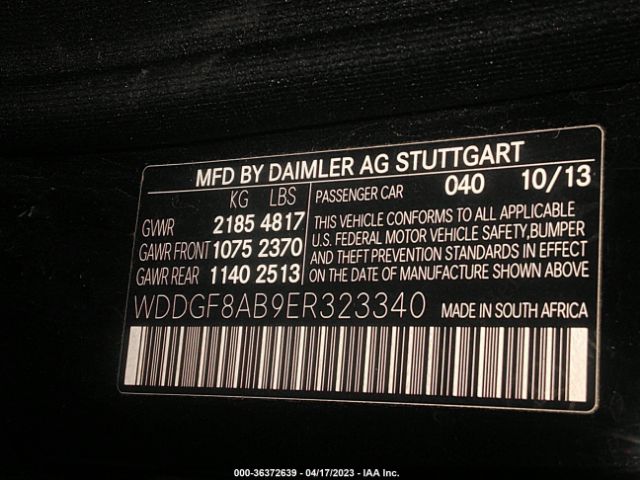 MFD BY DAIMLER AG STUTTGART
KG LBS
GVWR 2185 4817
GAWR FRONT 1075 2370
GAWR REAR 1140 2513
PASSENGER CAR 040 10/13
THIS VEHICLE CONFORMS TO ALL APPLICABLE
U.S. FEDERAL MOTOR VEHICLE SAFETY, BUMPER
AND THEFT PREVENTION STANDARDS IN EFFECT
ON THE DATE OF MANUFACTURE SHOWN ABOVE
WDDGF8AB9ER323340 MADE IN SOUTH AFRICA
000-36372639 - 04/17/2023 - IAA Inc.